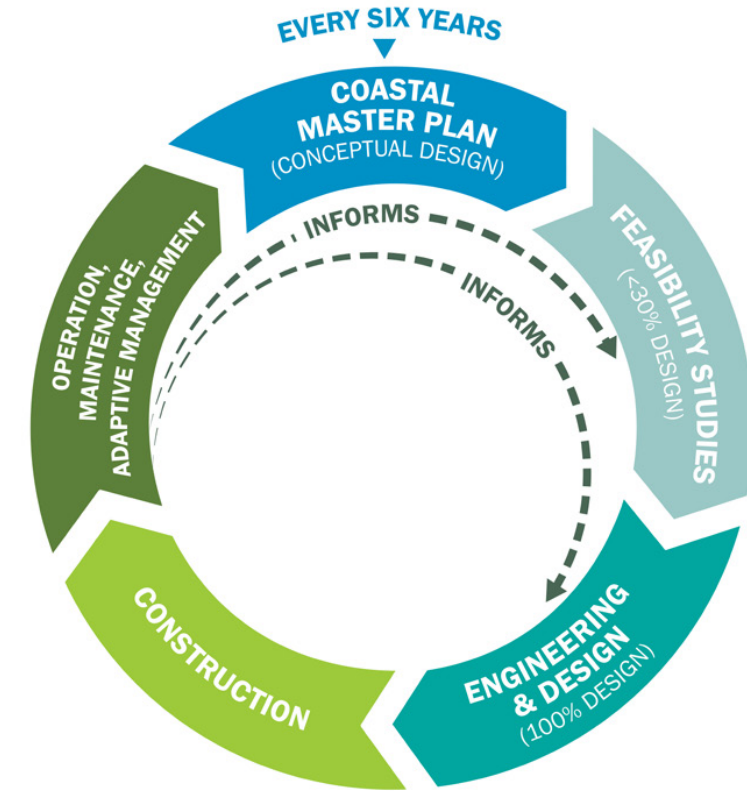 EVERY SIX YEARS
COASTAL
MASTER PLAN
(CONCEPTUAL DESIGN)
INFORMS
INFORMS
FEASIBILITY STUDIES
(<30% DESIGN)
ENGINEERING
& DESIGN
(100% DESIGN)
CONSTRUCTION
OPERATION,
MAINTENANCE,
ADAPTIVE MANAGEMENT